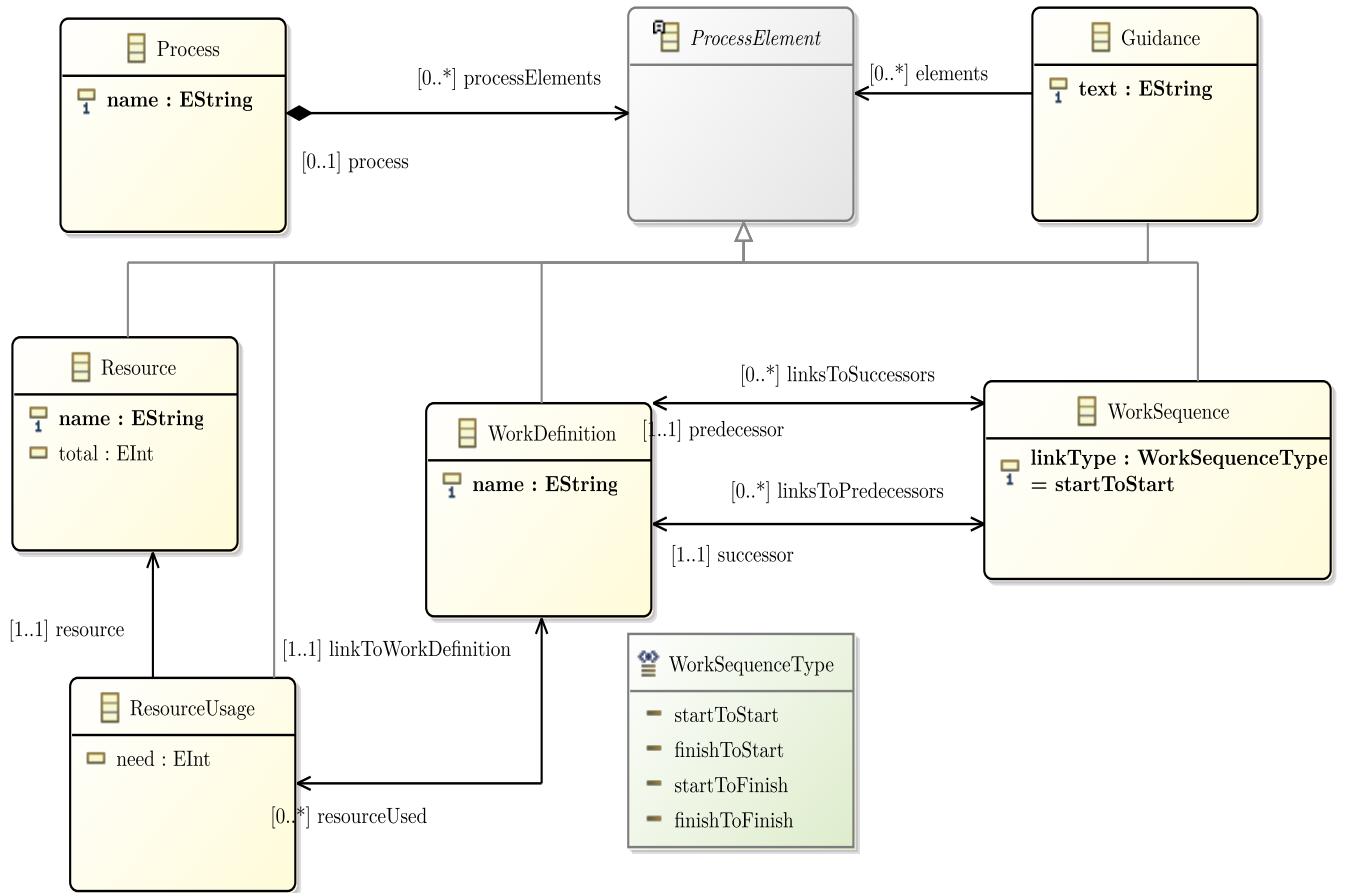 Process
name : EString
[0..*] processElements
[0..1] process
ProcessElement
[0..*] elements
Guidance
text : EString
Resource
name : EString
total : EInt
WorkDefinition
name : EString
[0..*] linksToSuccessors
[1..1] predecessor
[0..*] linksToPredecessors
[1..1] successor
WorkSequence
linkType : WorkSequenceType
= startToStart
[1..1] resource
[1..1] linkToWorkDefinition
ResourceUsage
need : EInt
[0..*] resourceUsed
WorkSequenceType
startToStart
finishToStart
startToFinish
finishToFinish